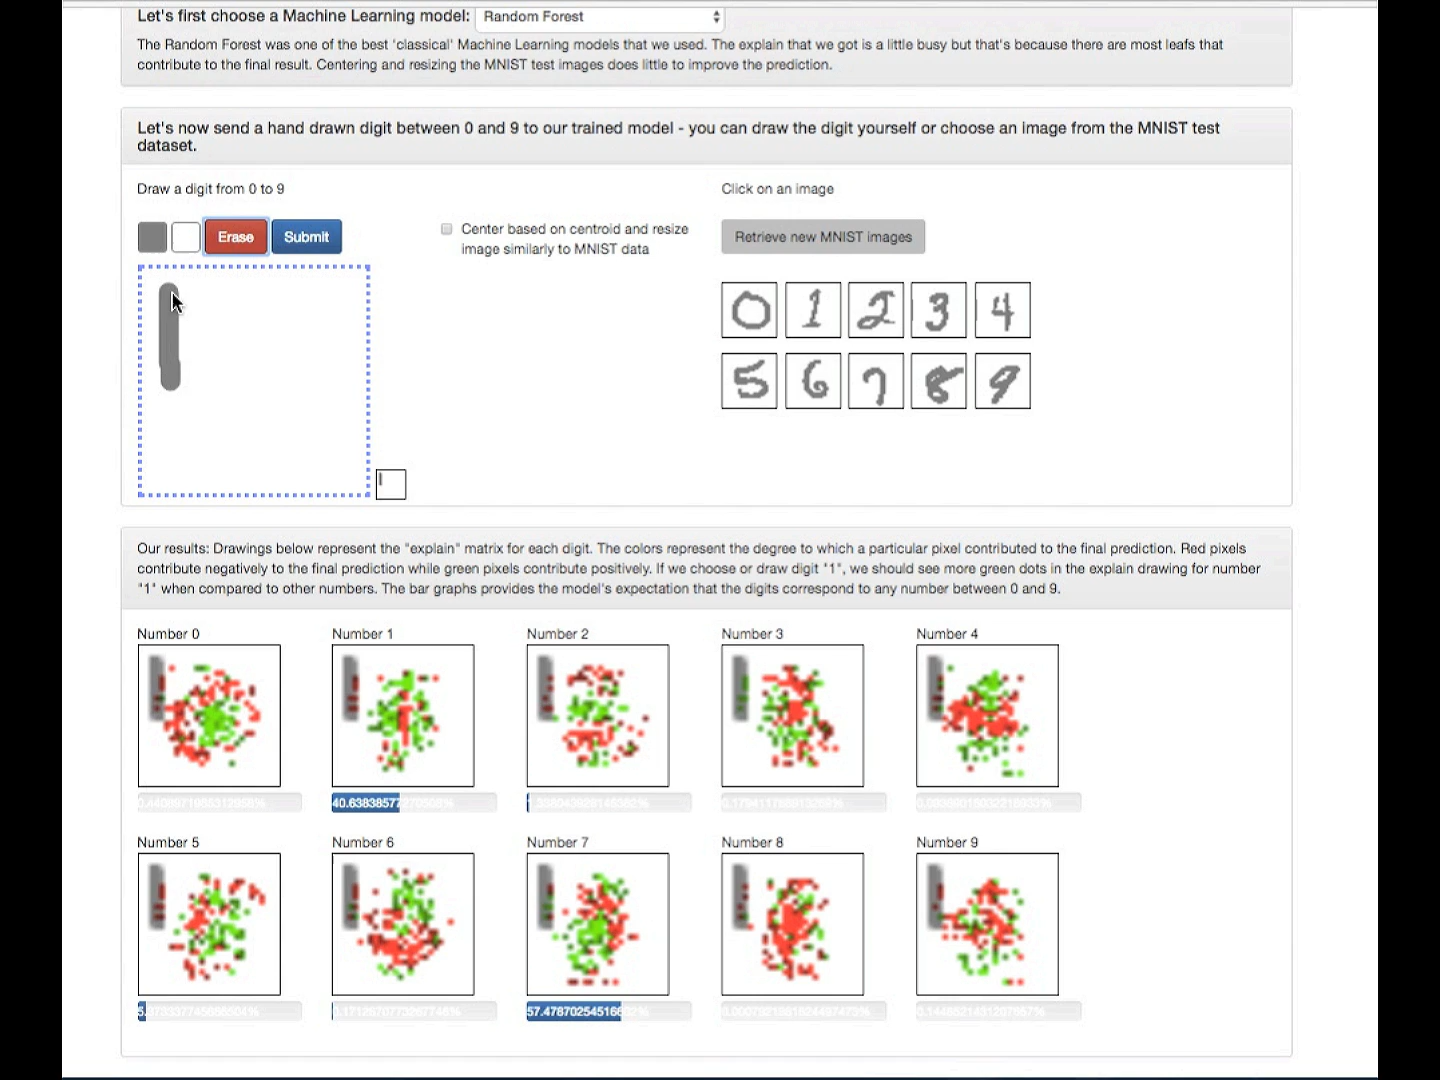 Let's first choose a Machine Learning model: Random Forest
The Random Forest was one of the best 'classical' Machine Learning models that we used. The explain that we got is a little busy but that's because there are most leafs that
contribute to the final result. Centering and resizing the MNIST test images does little to improve the prediction.
Let's now send a hand drawn digit between 0 and 9 to our trained model - you can draw the digit yourself or choose an image from the MNIST test
dataset.
Draw a digit from 0 to 9
Click on an image
Erase Submit
Center based on centroid and resize
image similarly to MNIST data
Retrieve new MNIST images
0 1 2 3 4
5 6 7 8 9
Our results: Drawings below represent the "explain" matrix for each digit. The colors represent the degree to which a particular pixel contributed to the final prediction. Red pixels
contribute negatively to the final prediction while green pixels contribute positively. If we choose or draw digit "1", we should see more green dots in the explain drawing for number
"1" when compared to other numbers. The bar graphs provides the model's expectation that the digits correspond to any number between 0 and 9.
Number 0 Number 1 Number 2 Number 3 Number 4
Number 5 Number 6 Number 7 Number 8 Number 9